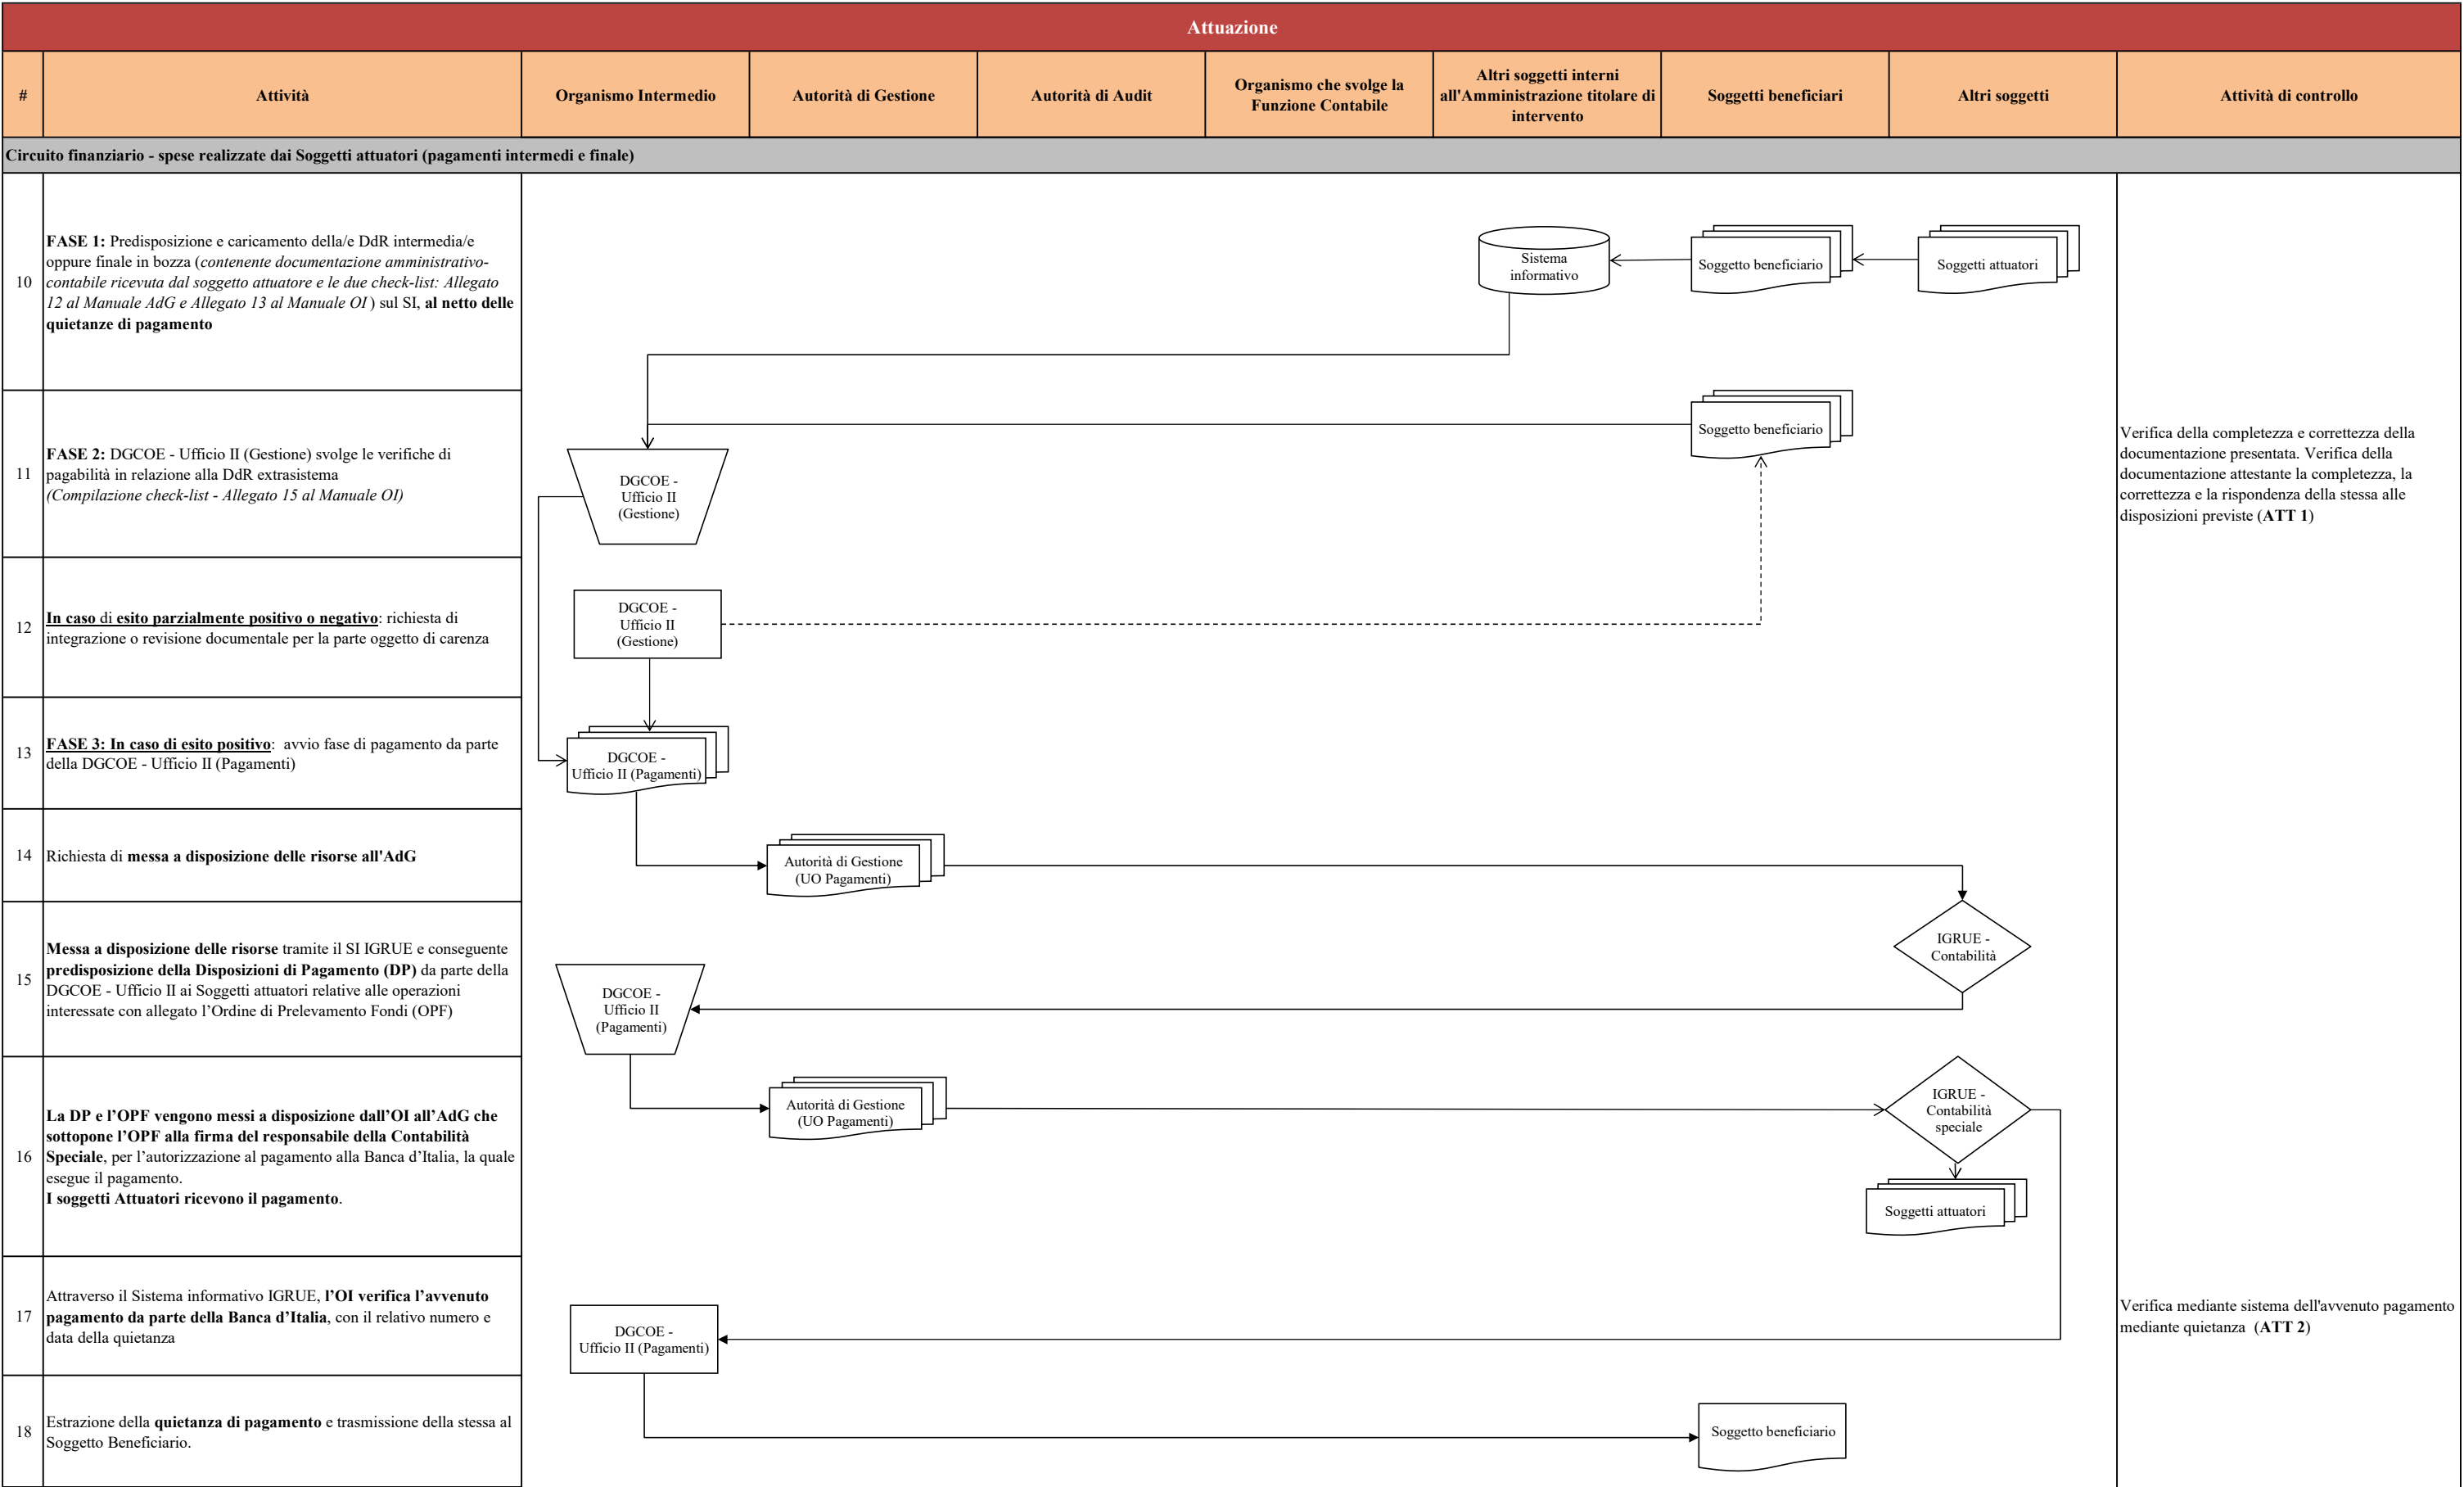 Attuazione
#
Attività
Organismo Intermedio
Autorità di Gestione
Autorità di Audit
Organismo che svolge la
Funzione Contabile
Altri soggetti interni
all'Amministrazione titolare di
intervento
Soggetti beneficiari
Altri soggetti
Attività di controllo
Circuito finanziario - spese realizzate dai Soggetti attuatori (pagamenti intermedi e finale)
10
FASE 1: Predisposizione e caricamento della/e DdR intermedia/e
oppure finale in bozza (contenente documentazione amministrativo-
contabile ricevuta dal soggetto attuatore e le due check-list: Allegato
12 al Manuale AdG e Allegato 13 al Manuale OI ) sul SI, al netto delle
quietanze di pagamento
Sistema
informativo
Soggetto beneficiario
Soggetti attuatori
11
FASE 2: DGCOE - Ufficio II (Gestione) svolge le verifiche di
pagabilità in relazione alla DdR extrasistema
(Compilazione check-list - Allegato 15 al Manuale OI)
DGCOE -
Ufficio II
(Gestione)
Soggetto beneficiario
Verifica della completezza e correttezza della
documentazione presentata. Verifica della
documentazione attestante la completezza, la
correttezza e la rispondenza della stessa alle
disposizioni previste (ATT 1)
12
In caso di esito parzialmente positivo o negativo: richiesta di
integrazione o revisione documentale per la parte oggetto di carenza
DGCOE -
Ufficio II
(Gestione)
13
FASE 3: In caso di esito positivo:  avvio fase di pagamento da parte
della DGCOE - Ufficio II (Pagamenti)
DGCOE -
Ufficio II (Pagamenti)
14
Richiesta di messa a disposizione delle risorse all'AdG
Autorità di Gestione
(UO Pagamenti)
15
Messa a disposizione delle risorse tramite il SI IGRUE e conseguente
predisposizione della Disposizioni di Pagamento (DP) da parte della
DGCOE - Ufficio II ai Soggetti attuatori relative alle operazioni
interessate con allegato l’Ordine di Prelevamento Fondi (OPF)
DGCOE -
Ufficio II
(Pagamenti)
IGRUE -
Contabilità
16
La DP e l’OPF vengono messi a disposizione dall’OI all’AdG che
sottopone l’OPF alla firma del responsabile della Contabilità
Speciale, per l’autorizzazione al pagamento alla Banca d’Italia, la quale
esegue il pagamento.
I soggetti Attuatori ricevono il pagamento.
Autorità di Gestione
(UO Pagamenti)
IGRUE -
Contabilità
speciale
Soggetti attuatori
17
Attraverso il Sistema informativo IGRUE, l’OI verifica l’avvenuto
pagamento da parte della Banca d’Italia, con il relativo numero e
data della quietanza
DGCOE -
Ufficio II (Pagamenti)
Verifica mediante sistema dell'avvenuto pagamento
mediante quietanza  (ATT 2)
18
Estrazione della quietanza di pagamento e trasmissione della stessa al
Soggetto Beneficiario.
Soggetto beneficiario